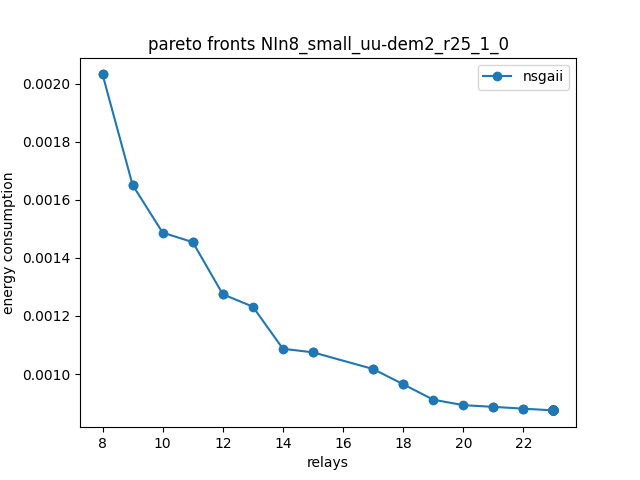 pareto fronts NIn8_small_uu-dem2_r25_1_0
nsgaii
energy consumption
0.0020
0.0018
0.0016
0.0014
0.0012
0.0010
8 10 12 14 16 18 20 22
relays